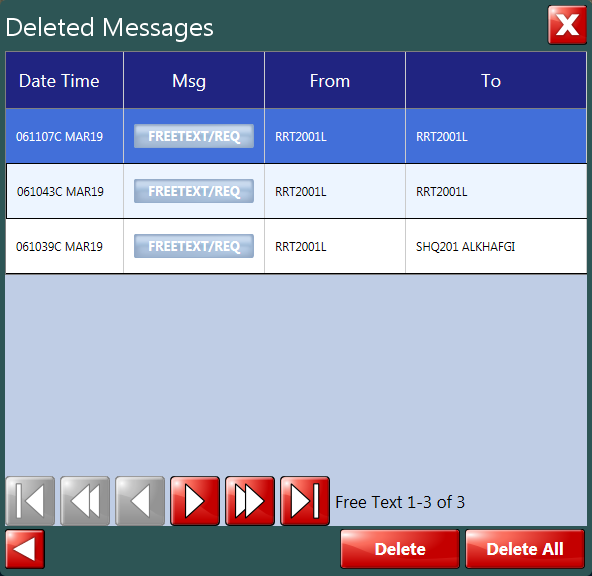 Deleted Messages
Date Time Msg From To
061107C MAR19 FREETEXT/REQ RRT2001L RRT2001L
061043C MAR19 FREETEXT/REQ RRT2001L RRT2001L
061039C MAR19 FREETEXT/REQ RRT2001L SHQ201 ALKHAFGI
Free Text 1-3 of 3
Delete Delete All